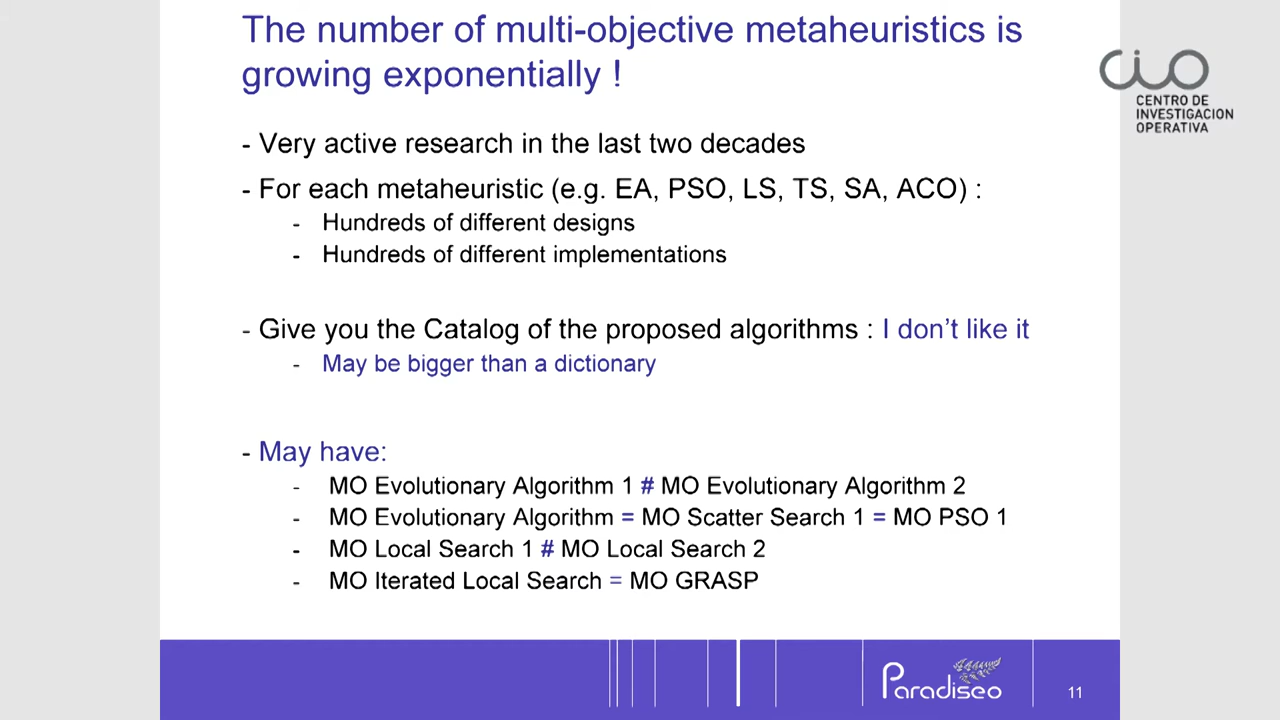 The number of multi-objective metaheuristics is
growing exponentially !
CIO
CENTRO DE
INVESTIGACION
OPERATIVA
- Very active research in the last two decades
- For each metaheuristic (e.g. EA, PSO, LS, TS, SA, ACO) :
- Hundreds of different designs
- Hundreds of different implementations
- Give you the Catalog of the proposed algorithms : I don't like it
- May be bigger than a dictionary
- May have:
- MO Evolutionary Algorithm 1 # MO Evolutionary Algorithm 2
- MO Evolutionary Algorithm = MO Scatter Search 1 = MO PSO 1
- MO Local Search 1 # MO Local Search 2
- MO Iterated Local Search = MO GRASP
Paradiseo
11